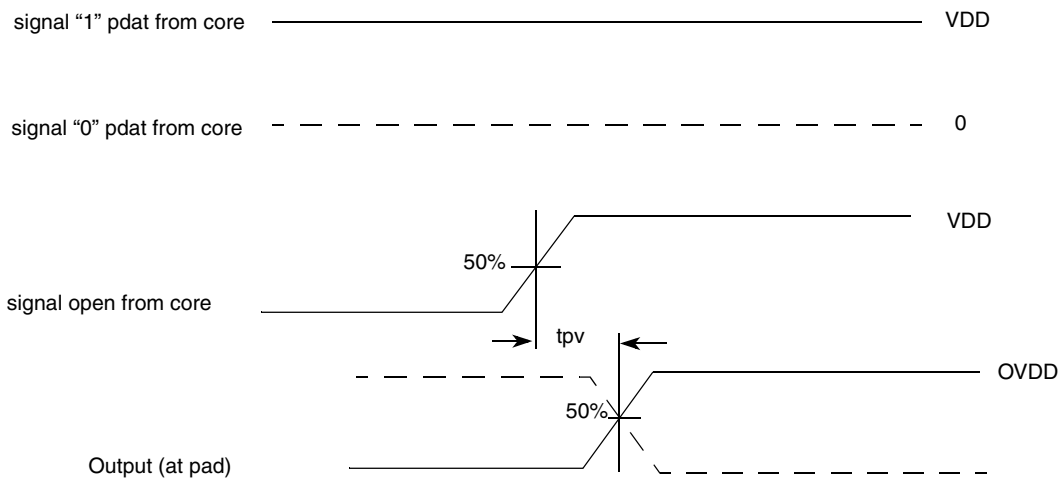 signal “1” pdat from core
VDD
signal “0” pdat from core
0
VDD
50%
signal open from core
tpv
OVDD
50%
Output (at pad)